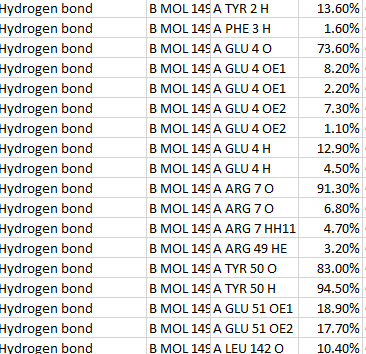 Hydrogen bond B MOL 149 A TYR 2 H 13.60%
Hydrogen bond B MOL 149 A PHE 3 H 1.60%
Hydrogen bond B MOL 149 A GLU 4 O 73.60%
Hydrogen bond B MOL 149 A GLU 4 OE1 8.20%
Hydrogen bond B MOL 149 A GLU 4 OE1 2.20%
Hydrogen bond B MOL 149 A GLU 4 OE2 7.30%
Hydrogen bond B MOL 149 A GLU 4 OE2 1.10%
Hydrogen bond B MOL 149 A GLU 4 H 12.90%
Hydrogen bond B MOL 149 A GLU 4 H 4.50%
Hydrogen bond B MOL 149 A ARG 7 O 91.30%
Hydrogen bond B MOL 149 A ARG 7 O 6.80%
Hydrogen bond B MOL 149 A ARG 7 HH11 4.70%
Hydrogen bond B MOL 149 A ARG 49 HE 3.20%
Hydrogen bond B MOL 149 A TYR 50 O 83.00%
Hydrogen bond B MOL 149 A TYR 50 H 94.50%
Hydrogen bond B MOL 149 A GLU 51 OE1 18.90%
Hydrogen bond B MOL 149 A GLU 51 OE2 17.70%
Hydrogen bond B MOL 149 A LEU 142 O 10.40%